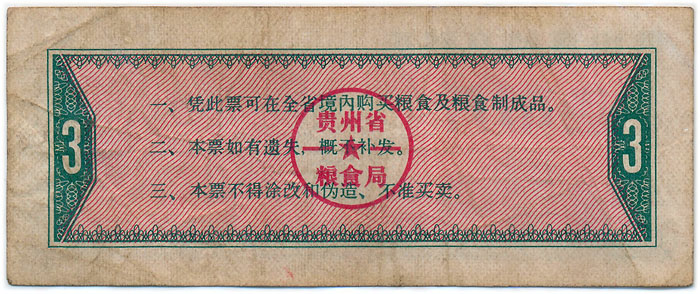 一、凭此票可在全省境内购买粮食及粮食制成品。
贵州省
二、本票如有遗失，概不补发。
粮食局
三、本票不得涂改和伪造、不准买卖。
3
3